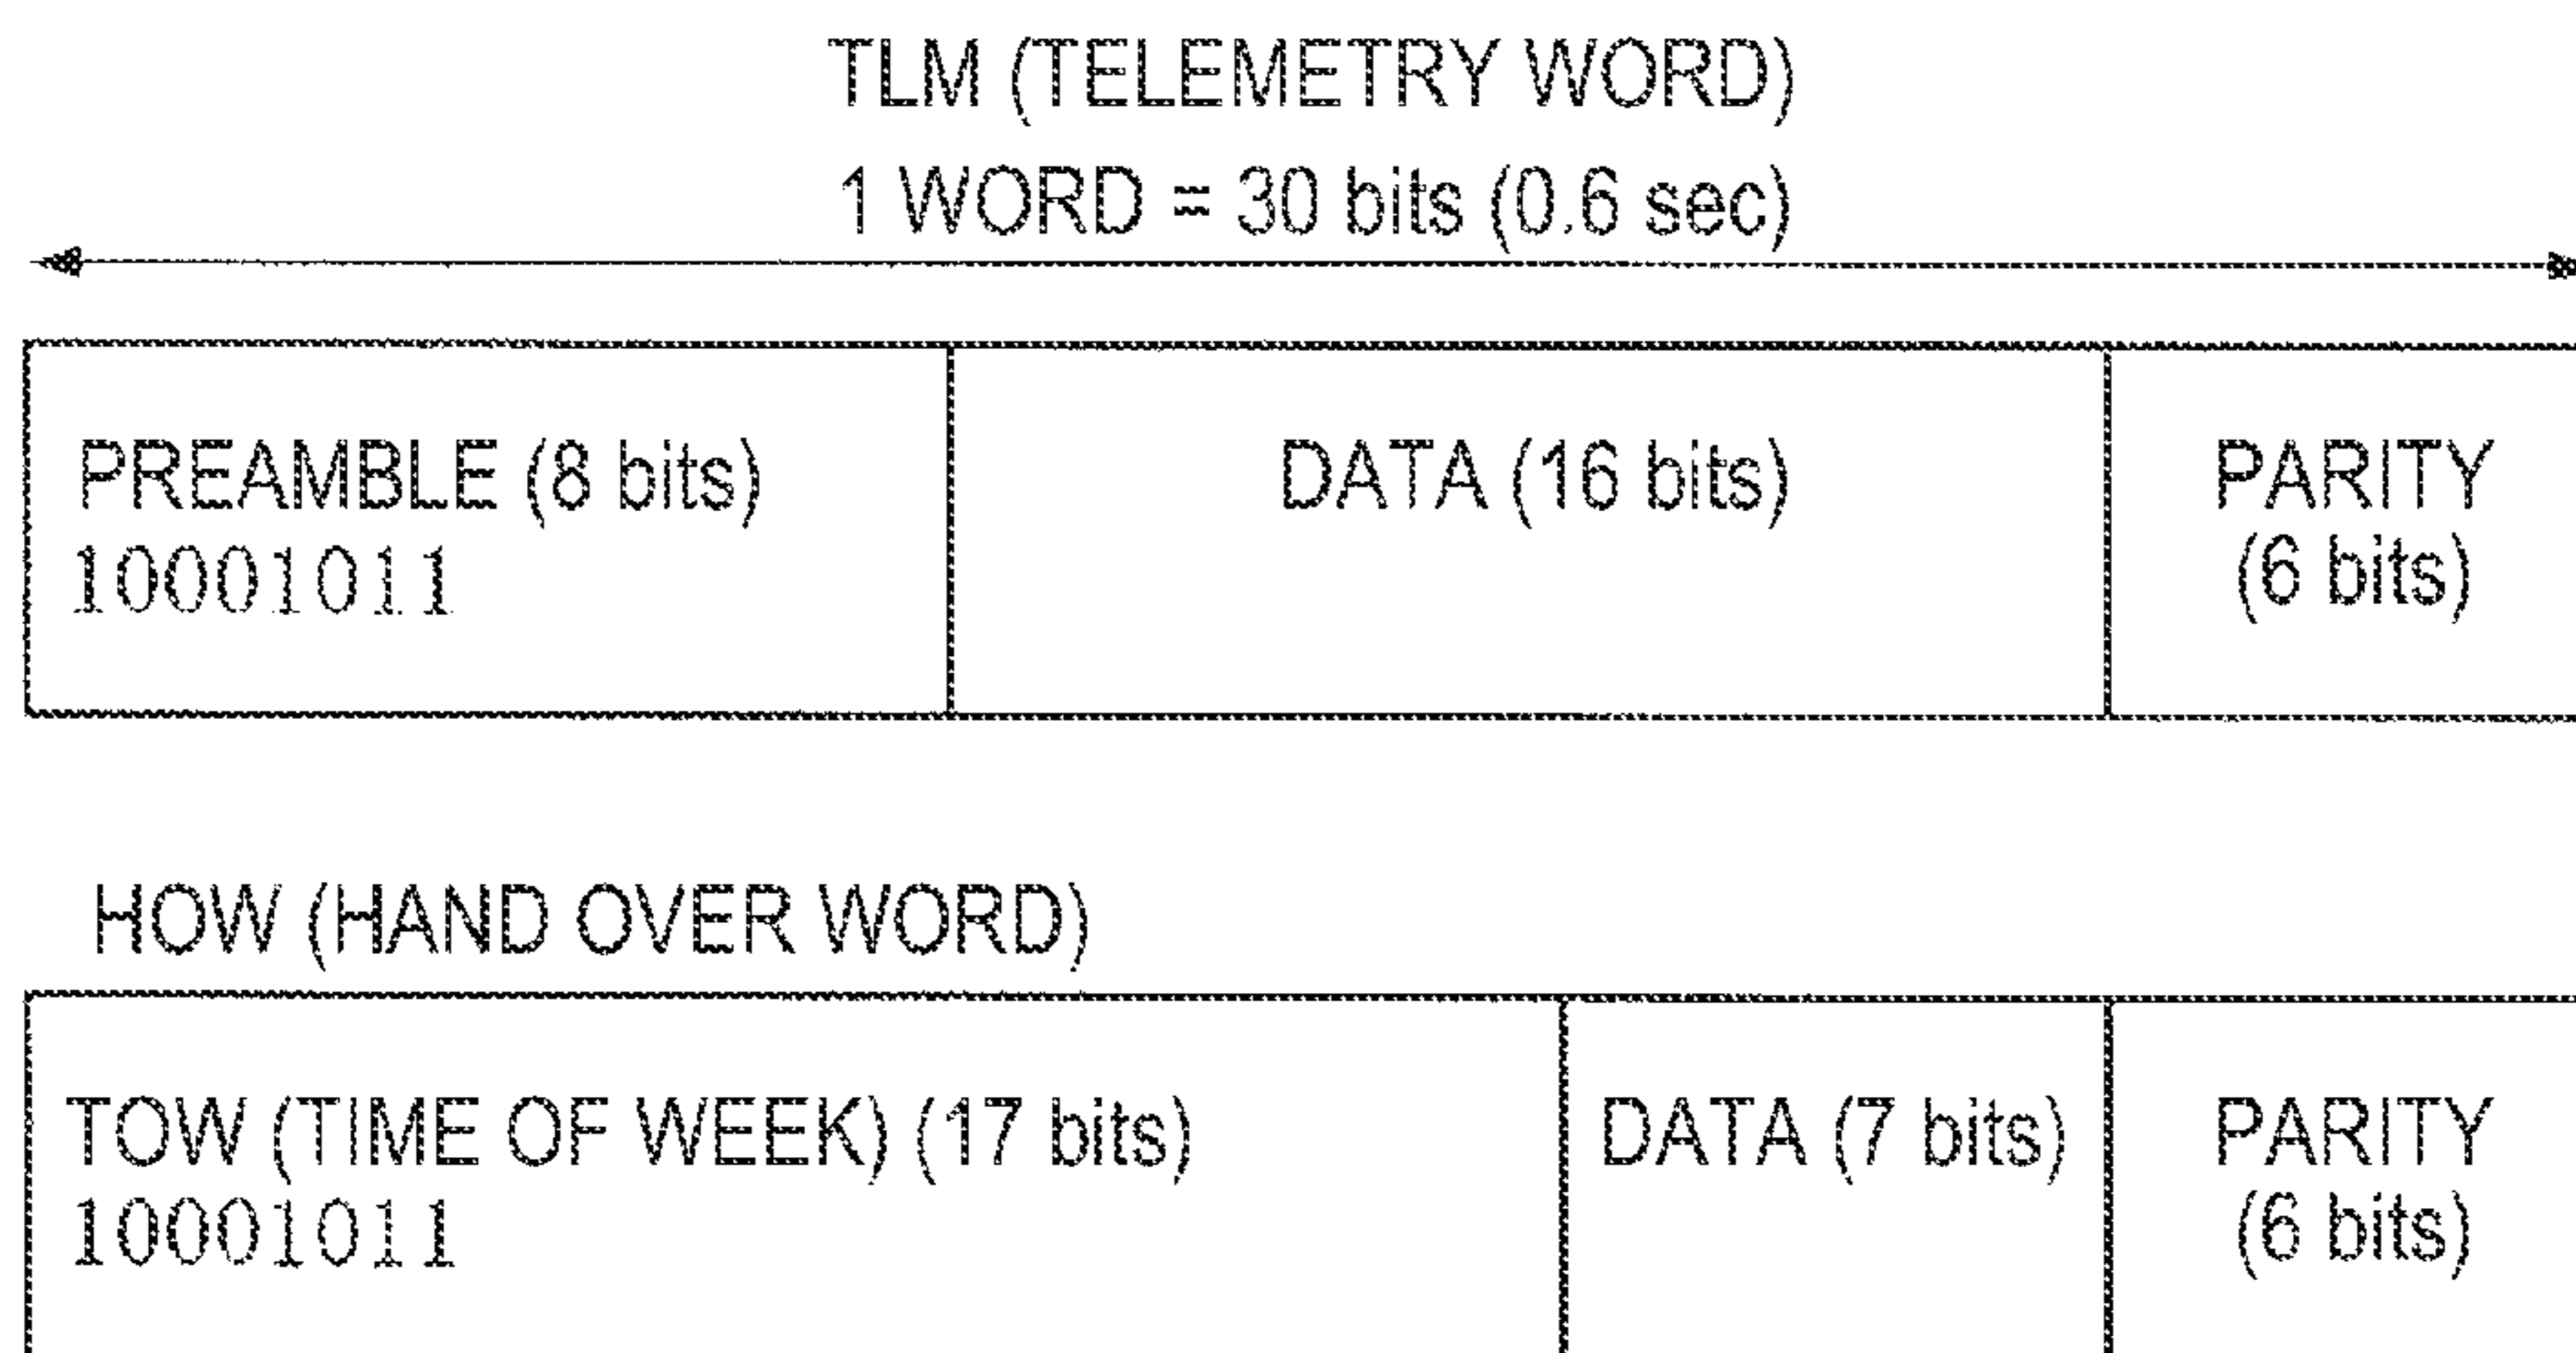 TLM (TELEMETRY WORD)
1 WORD = 30 bits (0.6 sec)
PREAMBLE (8 bits)
10001011
DATA (16 bits)
PARITY
(6 bits)
HOW (HAND OVER WORD)
TOW (TIME OF WEEK) (17 bits)
10001011
DATA (7 bits)
PARITY
(6 bits)